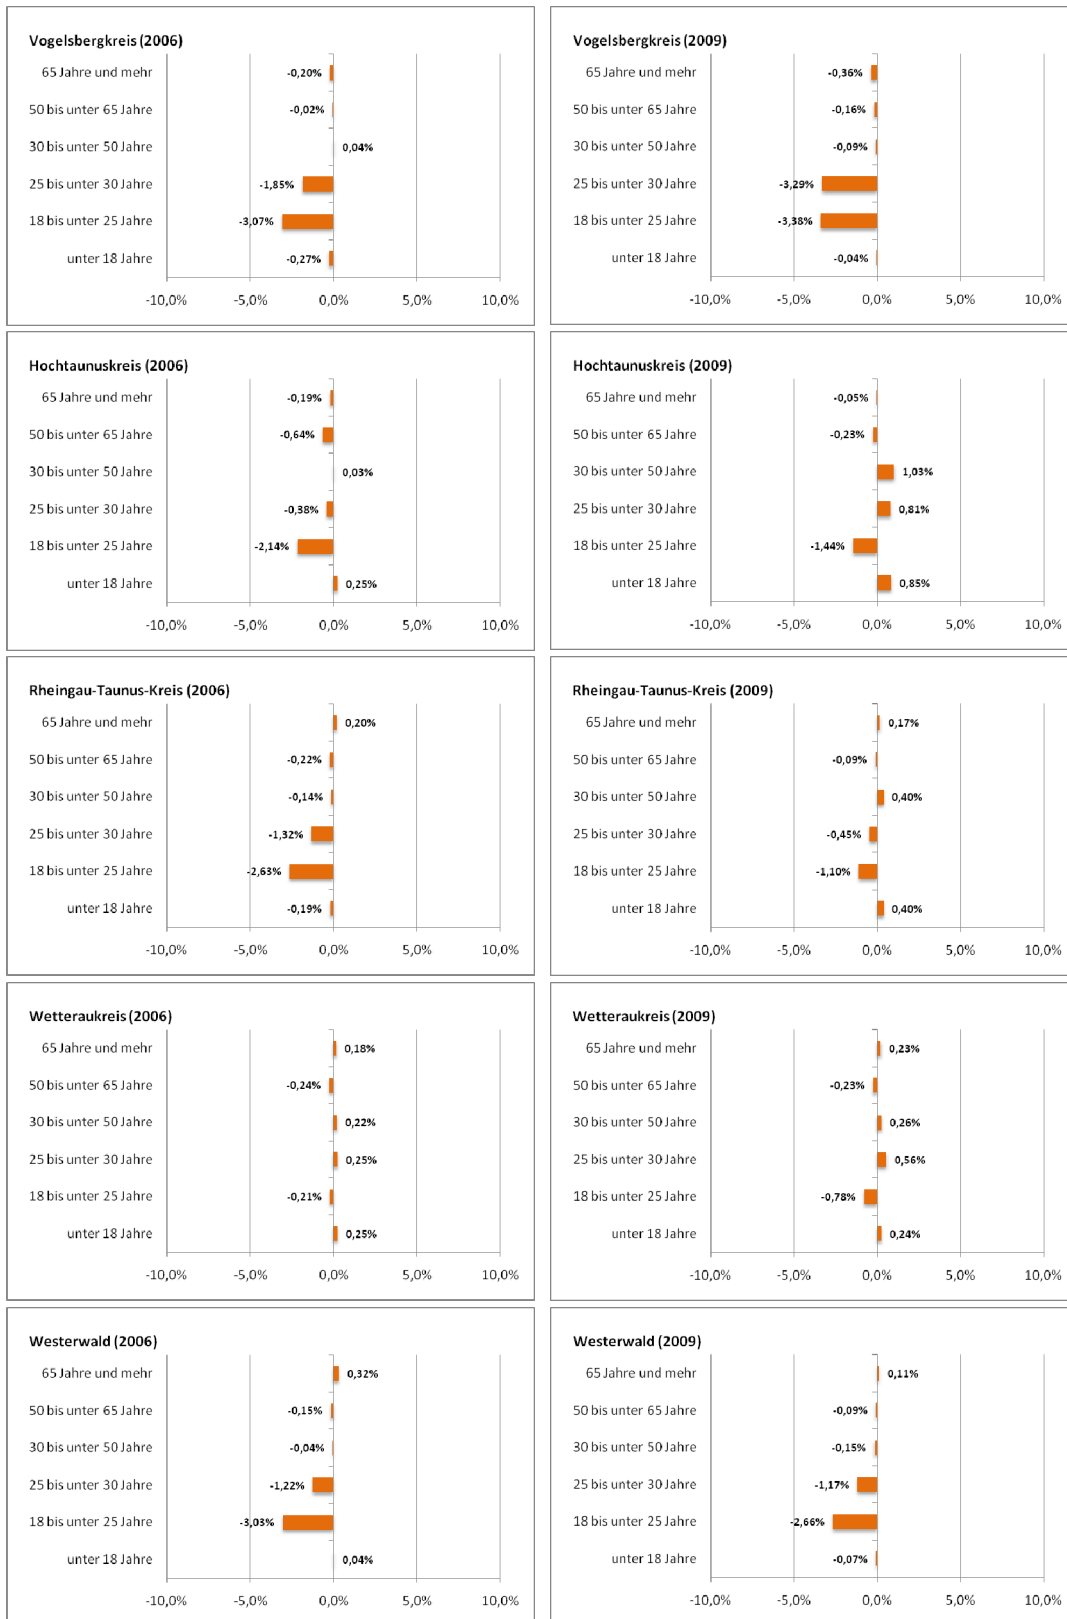 Vogelsbergkreis (2006)
65 Jahre und mehr -0,20%
50 bis unter 65 Jahre -0,02%
30 bis unter 50 Jahre 0,04%
25 bis unter 30 Jahre -1,85%
18 bis unter 25 Jahre -3,07%
unter 18 Jahre -0,27%
-10,0% -5,0% 0,0% 5,0% 10,0%
Vogelsbergkreis (2009)
65 Jahre und mehr -0,36%
50 bis unter 65 Jahre -0,16%
30 bis unter 50 Jahre -0,09%
25 bis unter 30 Jahre -3,29%
18 bis unter 25 Jahre -3,38%
unter 18 Jahre -0,04%
-10,0% -5,0% 0,0% 5,0% 10,0%
Hochtaunuskreis (2006)
65 Jahre und mehr -0,19%
50 bis unter 65 Jahre -0,64%
30 bis unter 50 Jahre 0,03%
25 bis unter 30 Jahre -0,38%
18 bis unter 25 Jahre -2,14%
unter 18 Jahre 0,25%
-10,0% -5,0% 0,0% 5,0% 10,0%
Hochtaunuskreis (2009)
65 Jahre und mehr -0,05%
50 bis unter 65 Jahre -0,23%
30 bis unter 50 Jahre 1,03%
25 bis unter 30 Jahre 0,81%
18 bis unter 25 Jahre -1,44%
unter 18 Jahre 0,85%
-10,0% -5,0% 0,0% 5,0% 10,0%
Rheingau-Taunus-Kreis (2006)
65 Jahre und mehr 0,20%
50 bis unter 65 Jahre -0,22%
30 bis unter 50 Jahre -0,14%
25 bis unter 30 Jahre -1,32%
18 bis unter 25 Jahre -2,63%
unter 18 Jahre -0,19%
-10,0% -5,0% 0,0% 5,0% 10,0%
Rheingau-Taunus-Kreis (2009)
65 Jahre und mehr 0,17%
50 bis unter 65 Jahre -0,09%
30 bis unter 50 Jahre 0,40%
25 bis unter 30 Jahre -0,45%
18 bis unter 25 Jahre -1,10%
unter 18 Jahre 0,40%
-10,0% -5,0% 0,0% 5,0% 10,0%
Wetteraukreis (2006)
65 Jahre und mehr 0,18%
50 bis unter 65 Jahre -0,24%
30 bis unter 50 Jahre 0,22%
25 bis unter 30 Jahre 0,25%
18 bis unter 25 Jahre -0,21%
unter 18 Jahre 0,25%
-10,0% -5,0% 0,0% 5,0% 10,0%
Wetteraukreis (2009)
65 Jahre und mehr 0,23%
50 bis unter 65 Jahre -0,23%
30 bis unter 50 Jahre 0,26%
25 bis unter 30 Jahre 0,56%
18 bis unter 25 Jahre -0,78%
unter 18 Jahre 0,24%
-10,0% -5,0% 0,0% 5,0% 10,0%
Westerwald (2006)
65 Jahre und mehr 0,32%
50 bis unter 65 Jahre -0,15%
30 bis unter 50 Jahre -0,04%
25 bis unter 30 Jahre -1,22%
18 bis unter 25 Jahre -3,03%
unter 18 Jahre 0,04%
-10,0% -5,0% 0,0% 5,0% 10,0%
Westerwald (2009)
65 Jahre und mehr 0,11%
50 bis unter 65 Jahre -0,09%
30 bis unter 50 Jahre -0,15%
25 bis unter 30 Jahre -1,17%
18 bis unter 25 Jahre -2,66%
unter 18 Jahre -0,07%
-10,0% -5,0% 0,0% 5,0% 10,0%